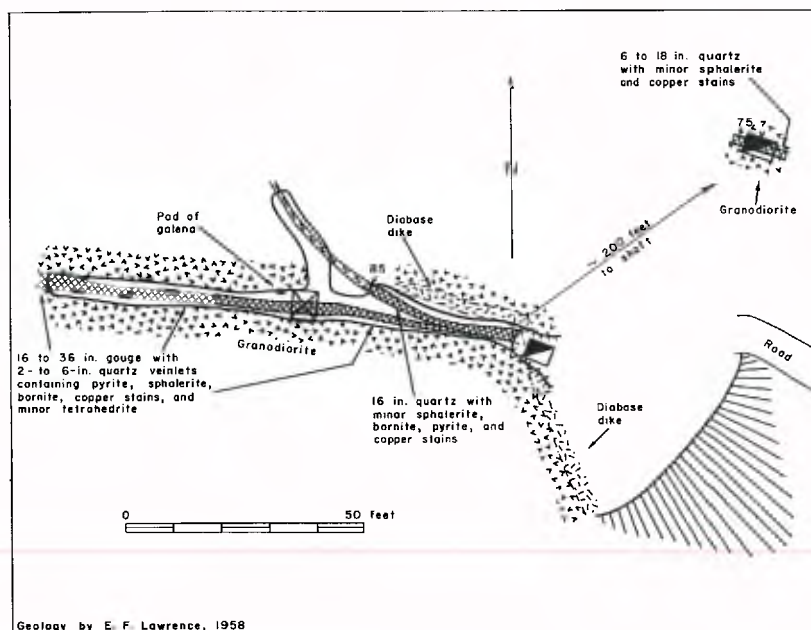 6 to 18 in. quartz
with minor sphalerite
and copper stains
75
Granodiorite
Pod of
galena
Diabase
dike
85
~ 200 feet
to shaft
Granodiorite
16 to 36 in. gouge with
2- to 6-in. quartz veinlets
containing pyrite, sphalerite,
bornite, copper stains, and
minor tetrahedrite
16 in. quartz with
minor sphalerite,
bornite, pyrite, and
copper stains
Diabase
dike
Road
0
50 feet
Geology by E. F. Lawrence, 1958